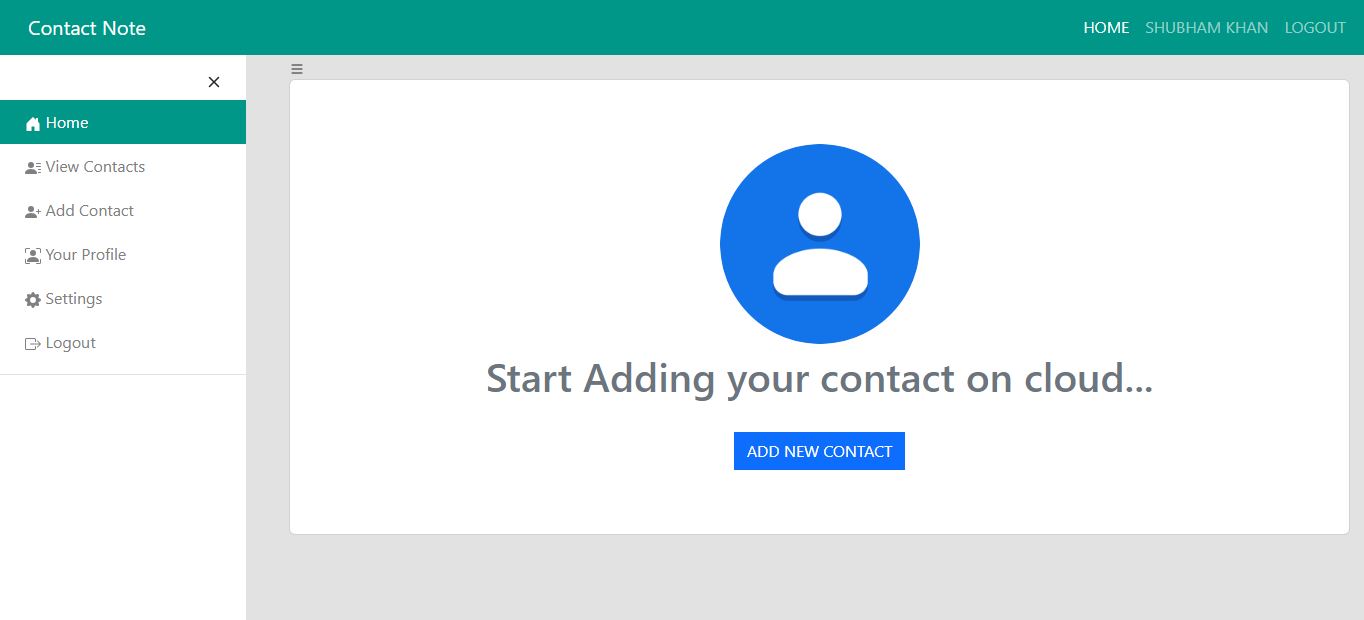 Contact Note
HOME SHUBHAM KHAN LOGOUT
Home
View Contacts
Add Contact
Your Profile
Settings
Logout
Start Adding your contact on cloud...
ADD NEW CONTACT